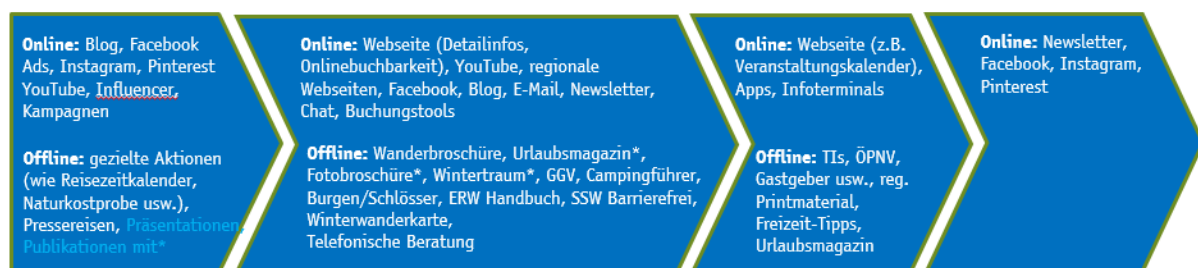 Online: Blog, Facebook
Ads, Instagram, Pinterest
YouTube, Influencer,
Kampagnen
Offline: gezielte Aktionen
(wie Reisezeitkalender,
Naturkostprobe usw.),
Pressereisen, Präsentationen,
Publikationen mit*
Online: Webseite (Detailinfos,
Onlinebuchbarkeit), YouTube, regionale
Webseiten, Facebook, Blog, E-Mail, Newsletter,
Chat, Buchungstools
Offline: Wanderbroschüre, Urlaubsmagazin*,
Fotobroschüre*, Wintertraum*, GGV, Campingführer,
Burgen/Schlösser, ERW Handbuch, SSW Barrierefrei,
Winterwanderkarte,
Telefonische Beratung
Online: Webseite (z.B.
Veranstaltungskalender),
Apps, Infoterminals
Offline: TIs, ÖPNV,
Gastgeber usw., reg.
Printmaterial,
Freizeit-Tipps,
Urlaubsmagazin
Online: Newsletter,
Facebook, Instagram,
Pinterest